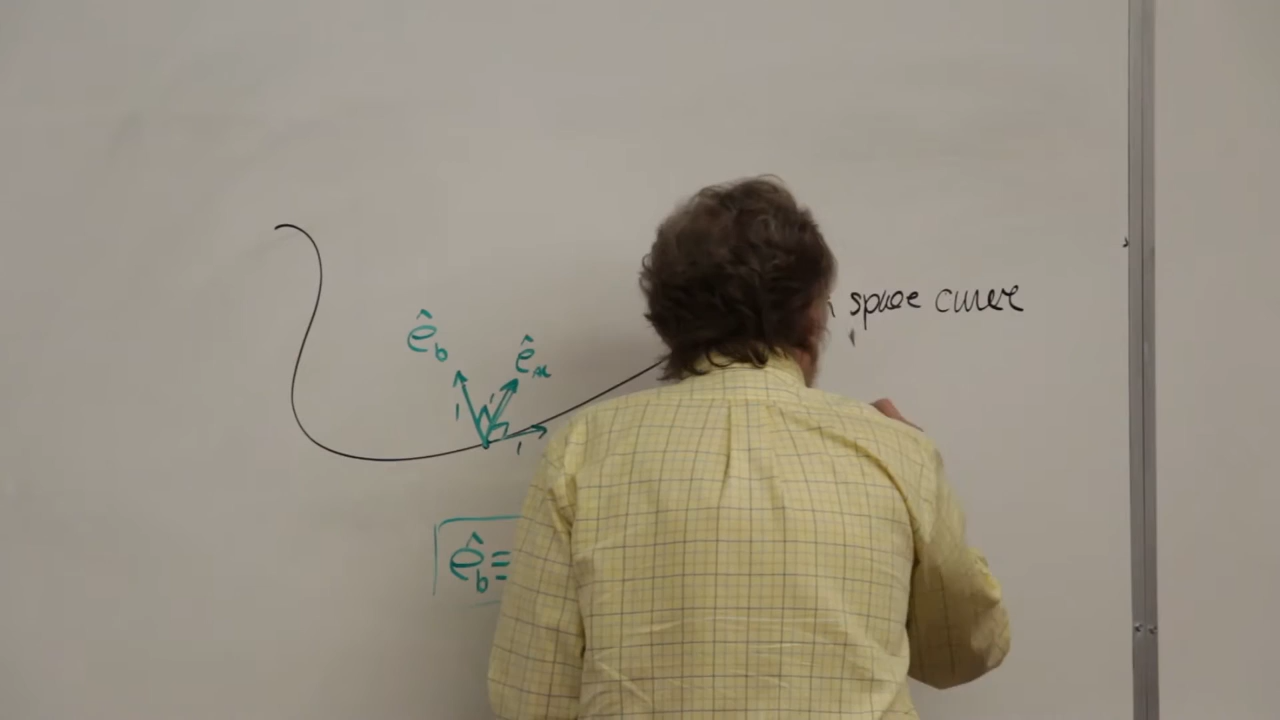 space curve
ê_b ê_n
ê_b ≡